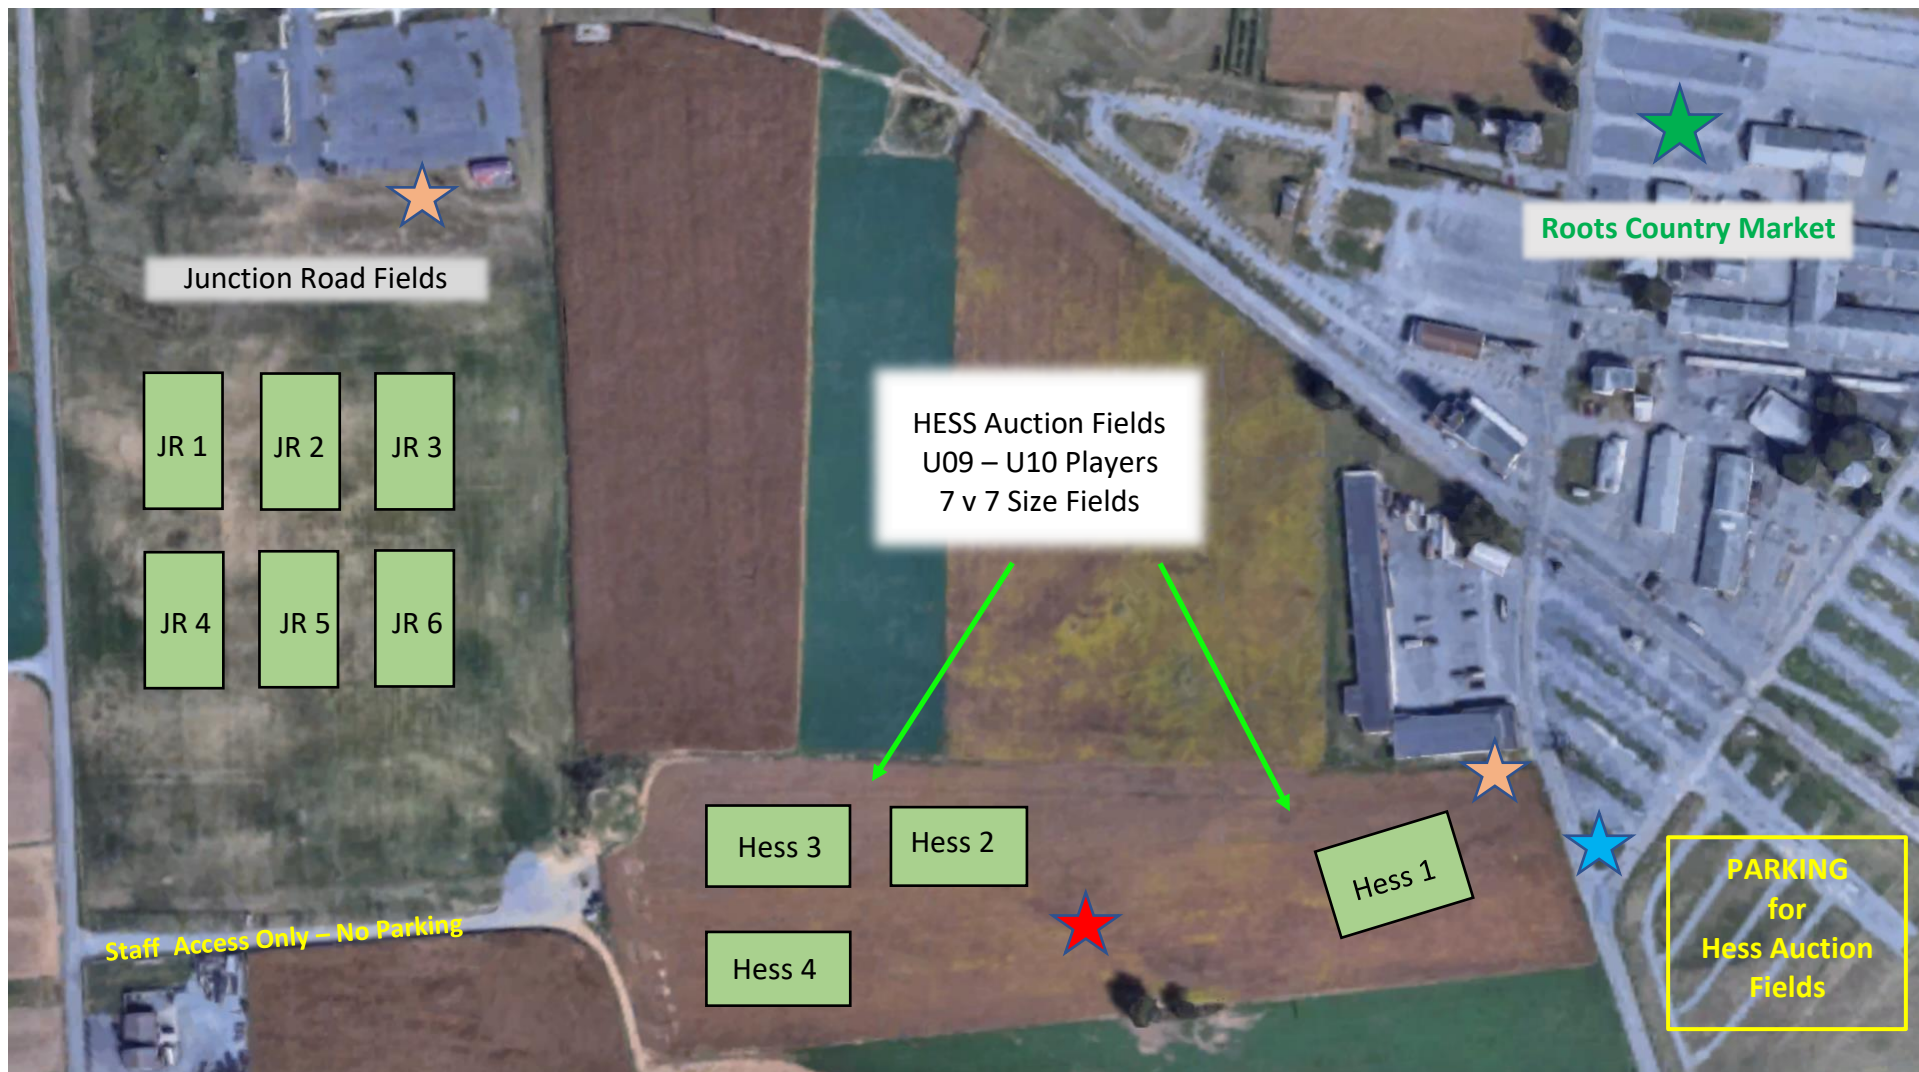 Roots Country Market
Junction Road Fields
JR 1
JR 2
JR 3
HESS Auction Fields
U09 – U10 Players
7 v 7 Size Fields
JR 4
JR 5
JR 6
Hess 3
Hess 2
Hess 1
Hess 4
Staff  Access Only – No Parking
PARKING
for
Hess Auction
Fields